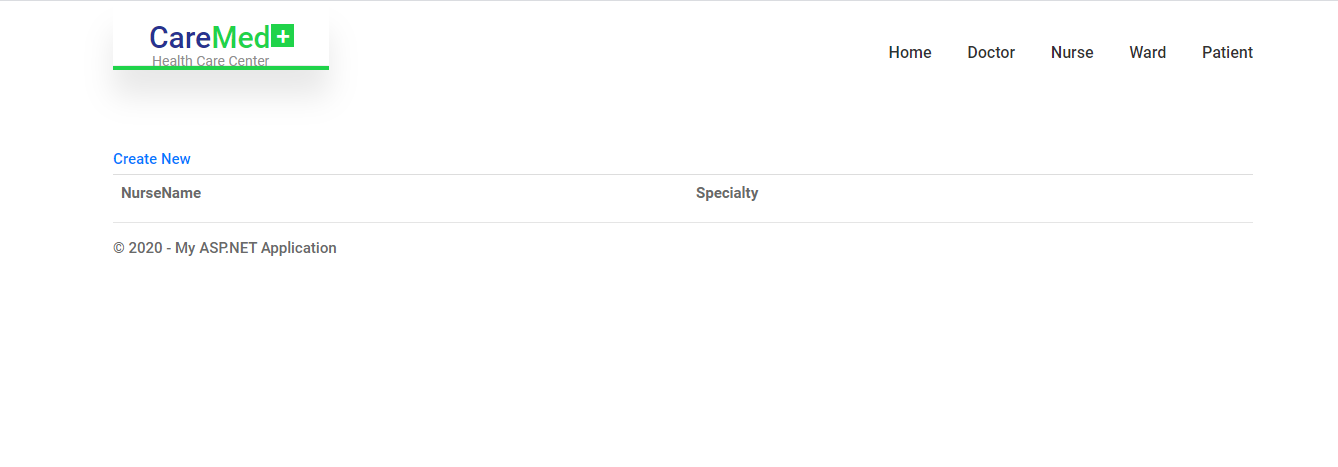 CareMed+
Health Care Center
Home Doctor Nurse Ward Patient
Create New
NurseName Specialty
© 2020 - My ASP.NET Application